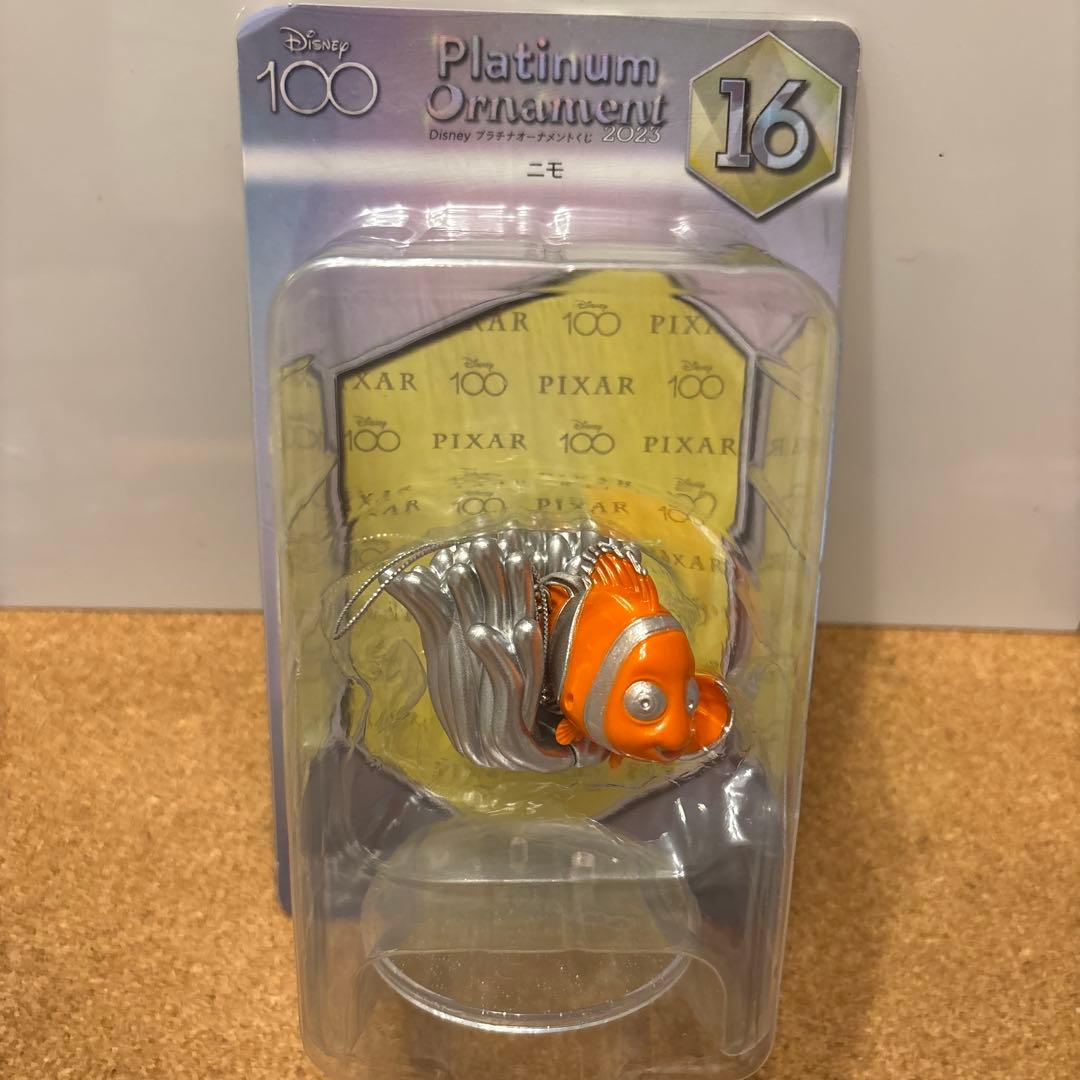 Disney
100
Platinum
Ornament
Disney プラチナオーナメントくじ 2023
ニモ
16
Disney 100 PIXAR
PIXAR Disney 100
Disney 100 PIXAR Disney 100 PIXAR
100 PIXAR
PIXAR